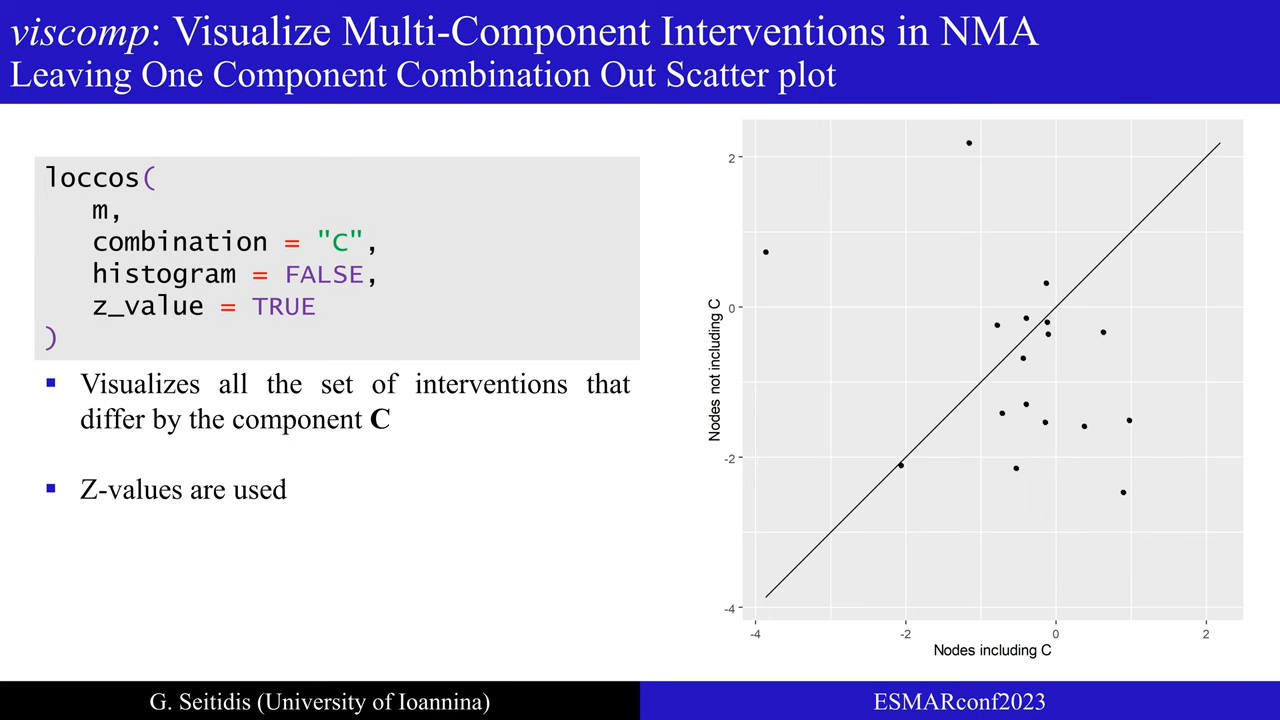 viscomp: Visualize Multi-Component Interventions in NMA
Leaving One Component Combination Out Scatter plot
loccos(
m,
combination = "C",
histogram = FALSE,
z_value = TRUE
)
▪ Visualizes all the set of interventions that
differ by the component C
▪ Z-values are used
Nodes not including C
2
0
-2
-4
-4
-2
0
2
Nodes including C
G. Seitidis (University of Ioannina)
ESMARconf2023